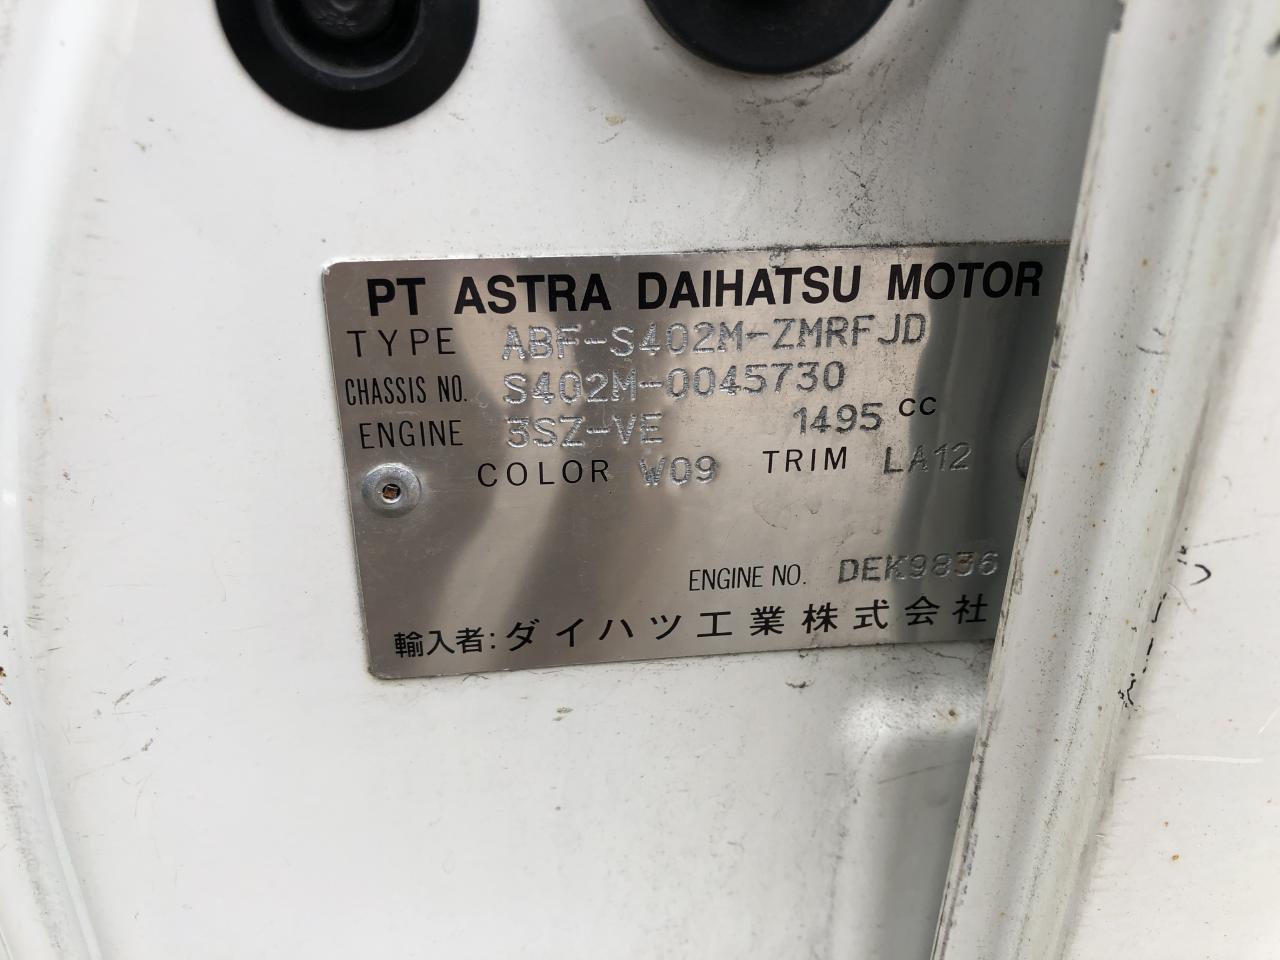 PT ASTRA DAIHATSU MOTOR
TYPE ABF-S402M-ZMRFJD
CHASSIS NO. S402M-0045730
ENGINE 3SZ-VE 1495 CC
COLOR W09 TRIM LA12
ENGINE NO. DEK9836
輸入者:ダイハツ工業株式会社